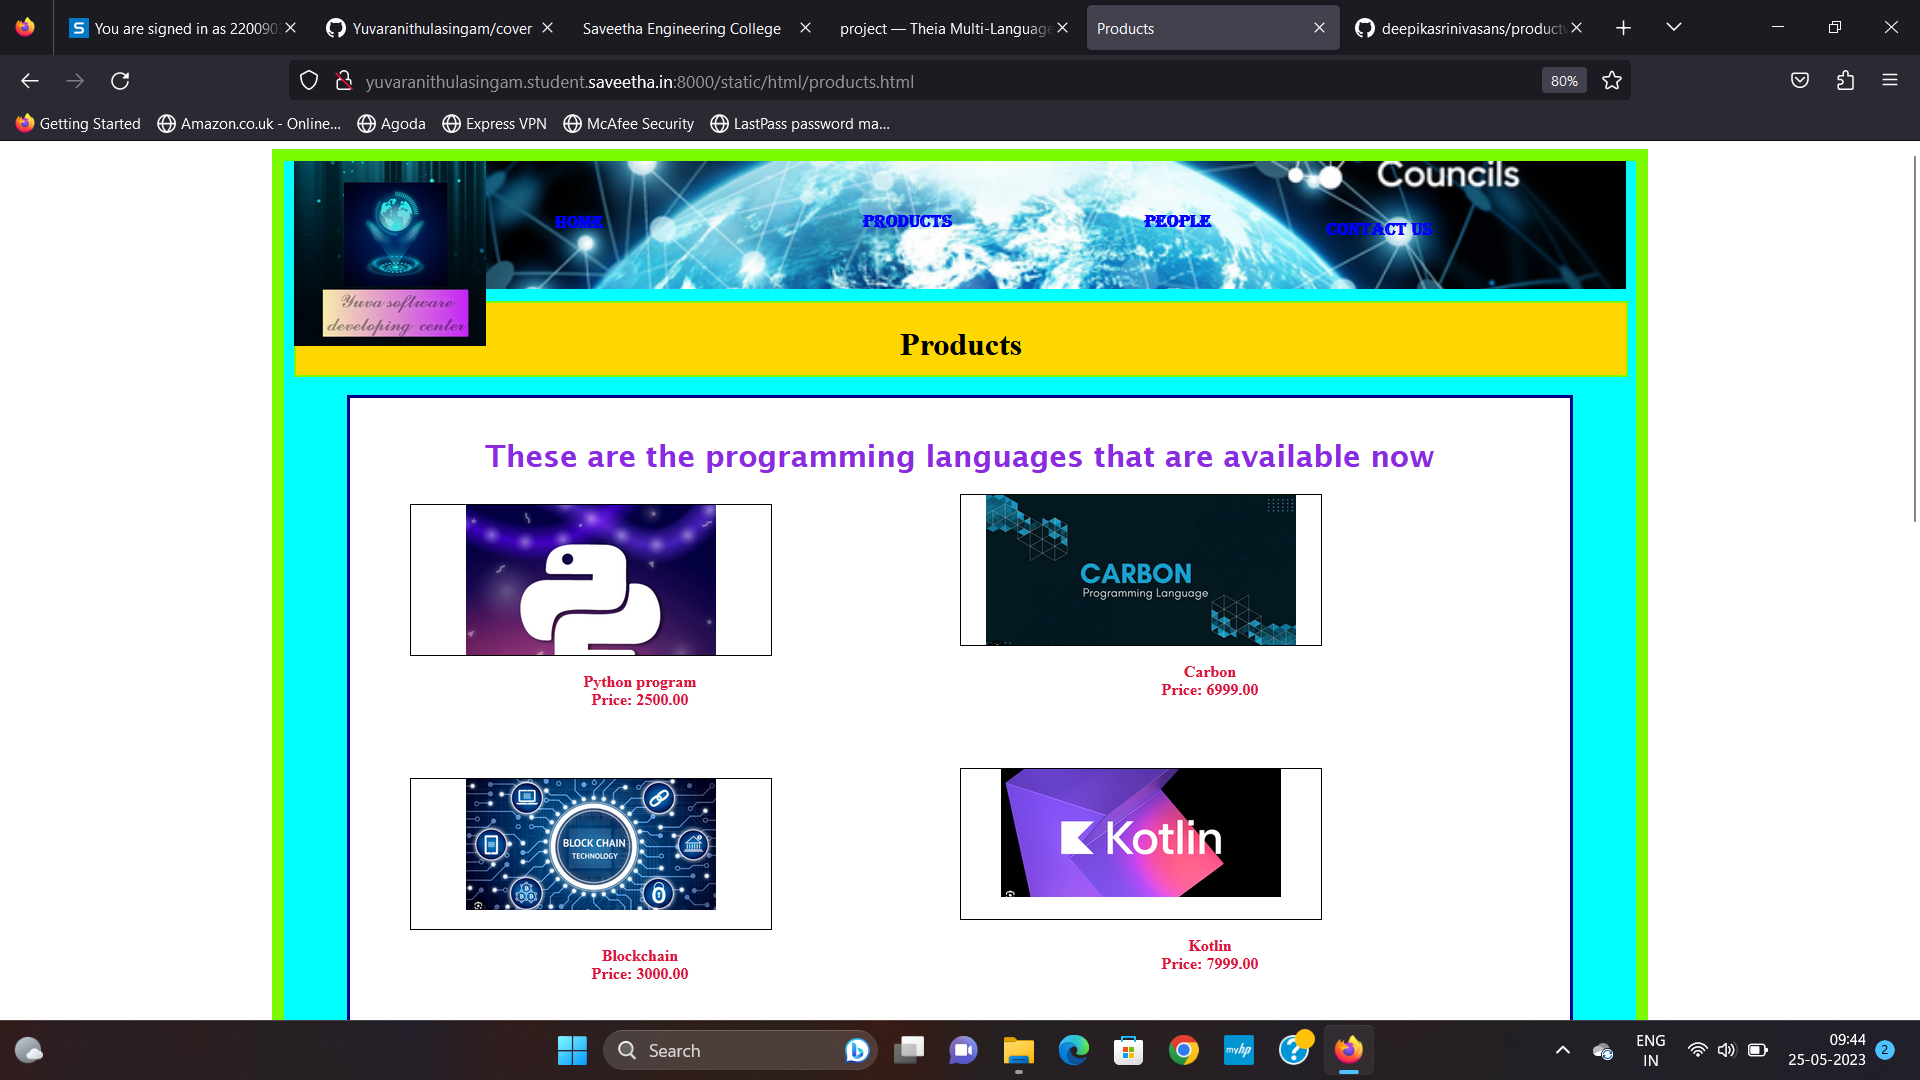 You are signed in as 22009
Yuvaranithulasingam/cover
Saveetha Engineering College
project — Theia Multi-Language
Products
deepikasrinivasans/product
yuvaranithulasingam.student.saveetha.in:8000/static/html/products.html
80%
Getting Started
Amazon.co.uk - Online...
Agoda
Express VPN
McAfee Security
LastPass password ma...
Councils
HOME
PRODUCTS
PEOPLE
CONTACT US
Yuva software
developing center
Products
These are the programming languages that are available now
CARBON
Programming Language
Python program
Price: 2500.00
Carbon
Price: 6999.00
BLOCK CHAIN
TECHNOLOGY
Kotlin
Blockchain
Price: 3000.00
Kotlin
Price: 7999.00
Search
myhp
ENG
IN
09:44
25-05-2023
2